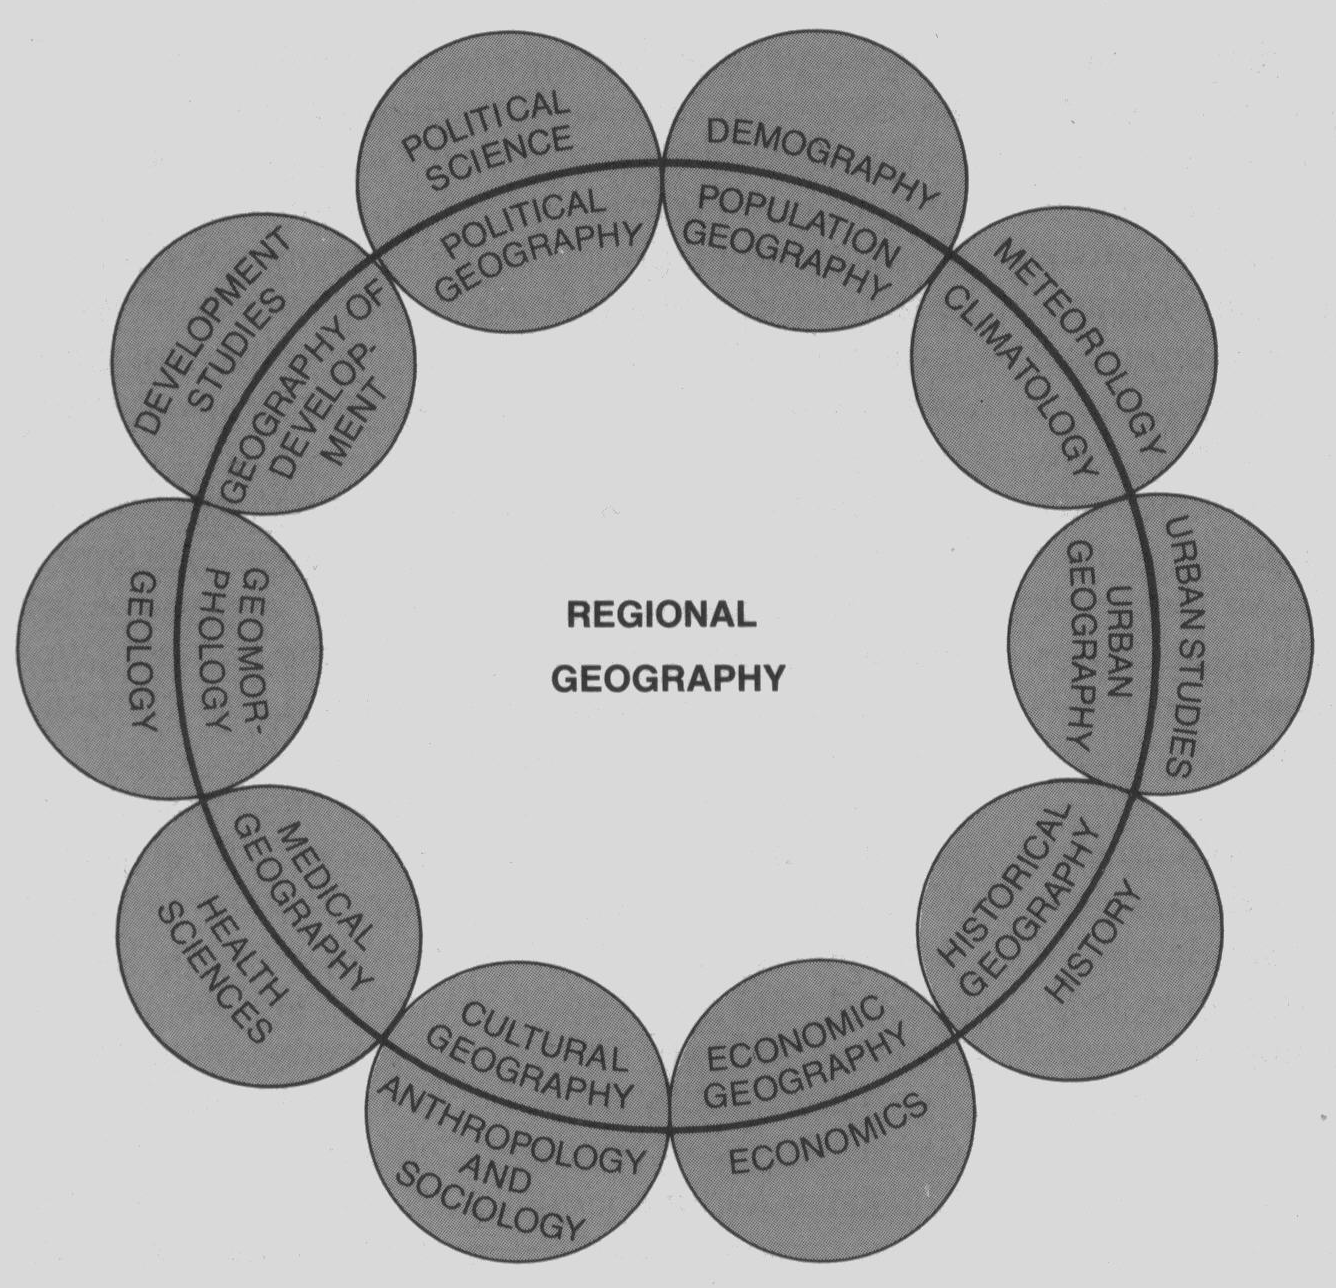 POLITICAL
SCIENCE
POLITICAL
GEOGRAPHY
DEMOGRAPHY
POPULATION
GEOGRAPHY
METEOROLOGY
CLIMATOLOGY
URBAN STUDIES
URBAN
GEOGRAPHY
HISTORICAL
GEOGRAPHY
HISTORY
ECONOMIC
GEOGRAPHY
ECONOMICS
CULTURAL
GEOGRAPHY
ANTHROPOLOGY
AND
SOCIOLOGY
MEDICAL
GEOGRAPHY
HEALTH
SCIENCES
GEOMOR-
PHOLOGY
GEOLOGY
DEVELOPMENT
STUDIES
GEOGRAPHY OF
DEVELOP-
MENT
REGIONAL
GEOGRAPHY